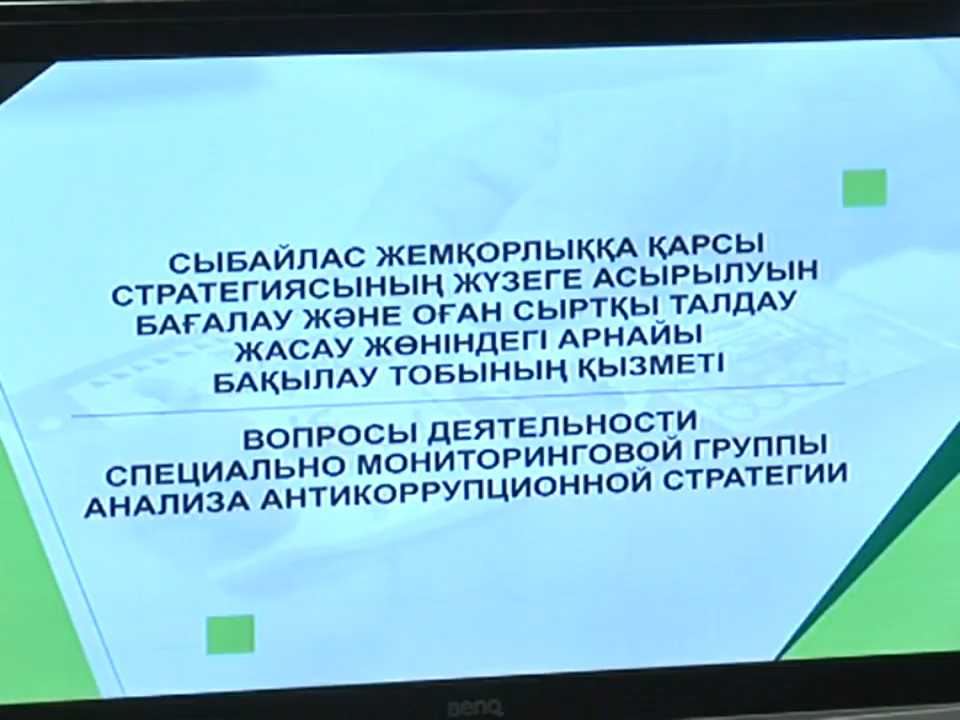 СЫБАЙЛАС ЖЕМҚОРЛЫҚҚА ҚАРСЫ
СТРАТЕГИЯСЫНЫҢ ЖҮЗЕГЕ АСЫРЫЛУЫН
БАҒАЛАУ ЖӘНЕ ОҒАН СЫРТҚЫ ТАЛДАУ
ЖАСАУ ЖӨНІНДЕГІ АРНАЙЫ
БАҚЫЛАУ ТОБЫНЫҢ ҚЫЗМЕТІ
ВОПРОСЫ ДЕЯТЕЛЬНОСТИ
СПЕЦИАЛЬНО МОНИТОРИНГОВОЙ ГРУППЫ
АНАЛИЗА АНТИКОРРУПЦИОННОЙ СТРАТЕГИИ
BenQ